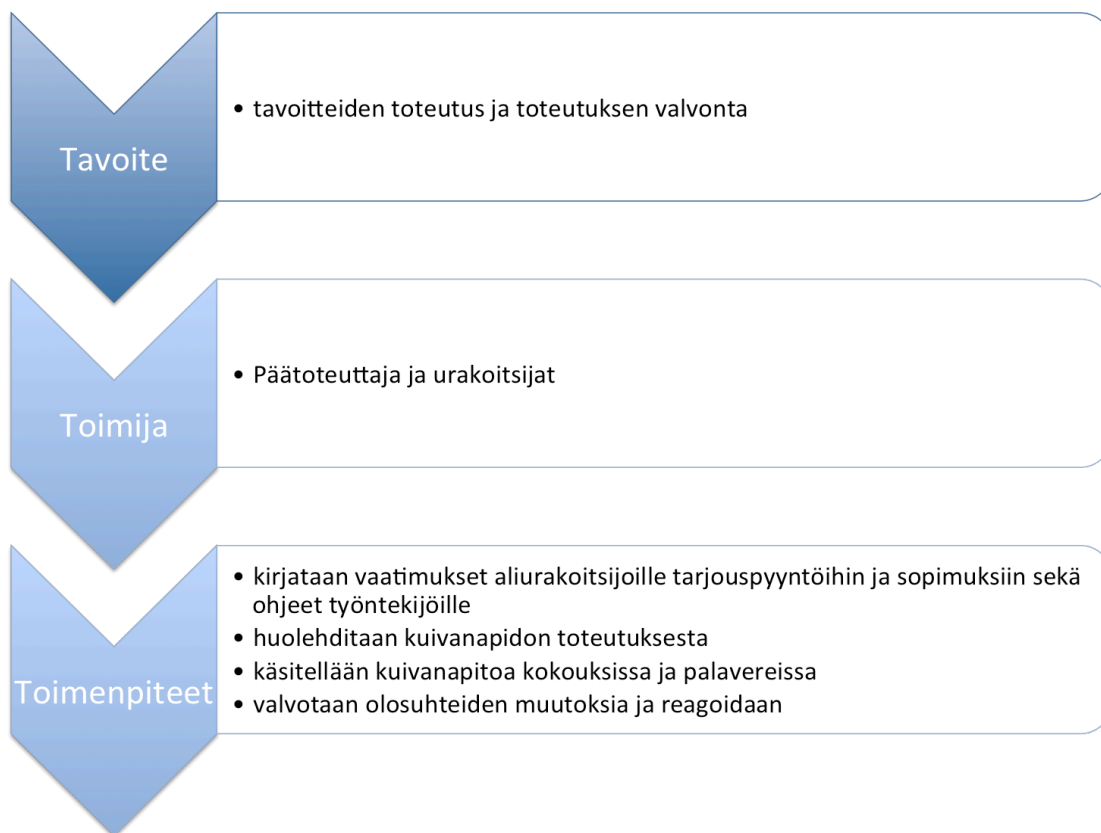 Tavoite
• tavoitteiden toteutus ja toteutuksen valvonta
Toimija
• Päätoteuttaja ja urakoitsijat
Toimenpiteet
• kirjataan vaatimukset aliurakoitsijoille tarjouspyyntöihin ja sopimuksiin sekä
ohjeet työntekijöille
• huolehditaan kuivanapidon toteutuksesta
• käsitellään kuivanapitoa kokouksissa ja palavereissa
• valvotaan olosuhteiden muutoksia ja reagoidaan